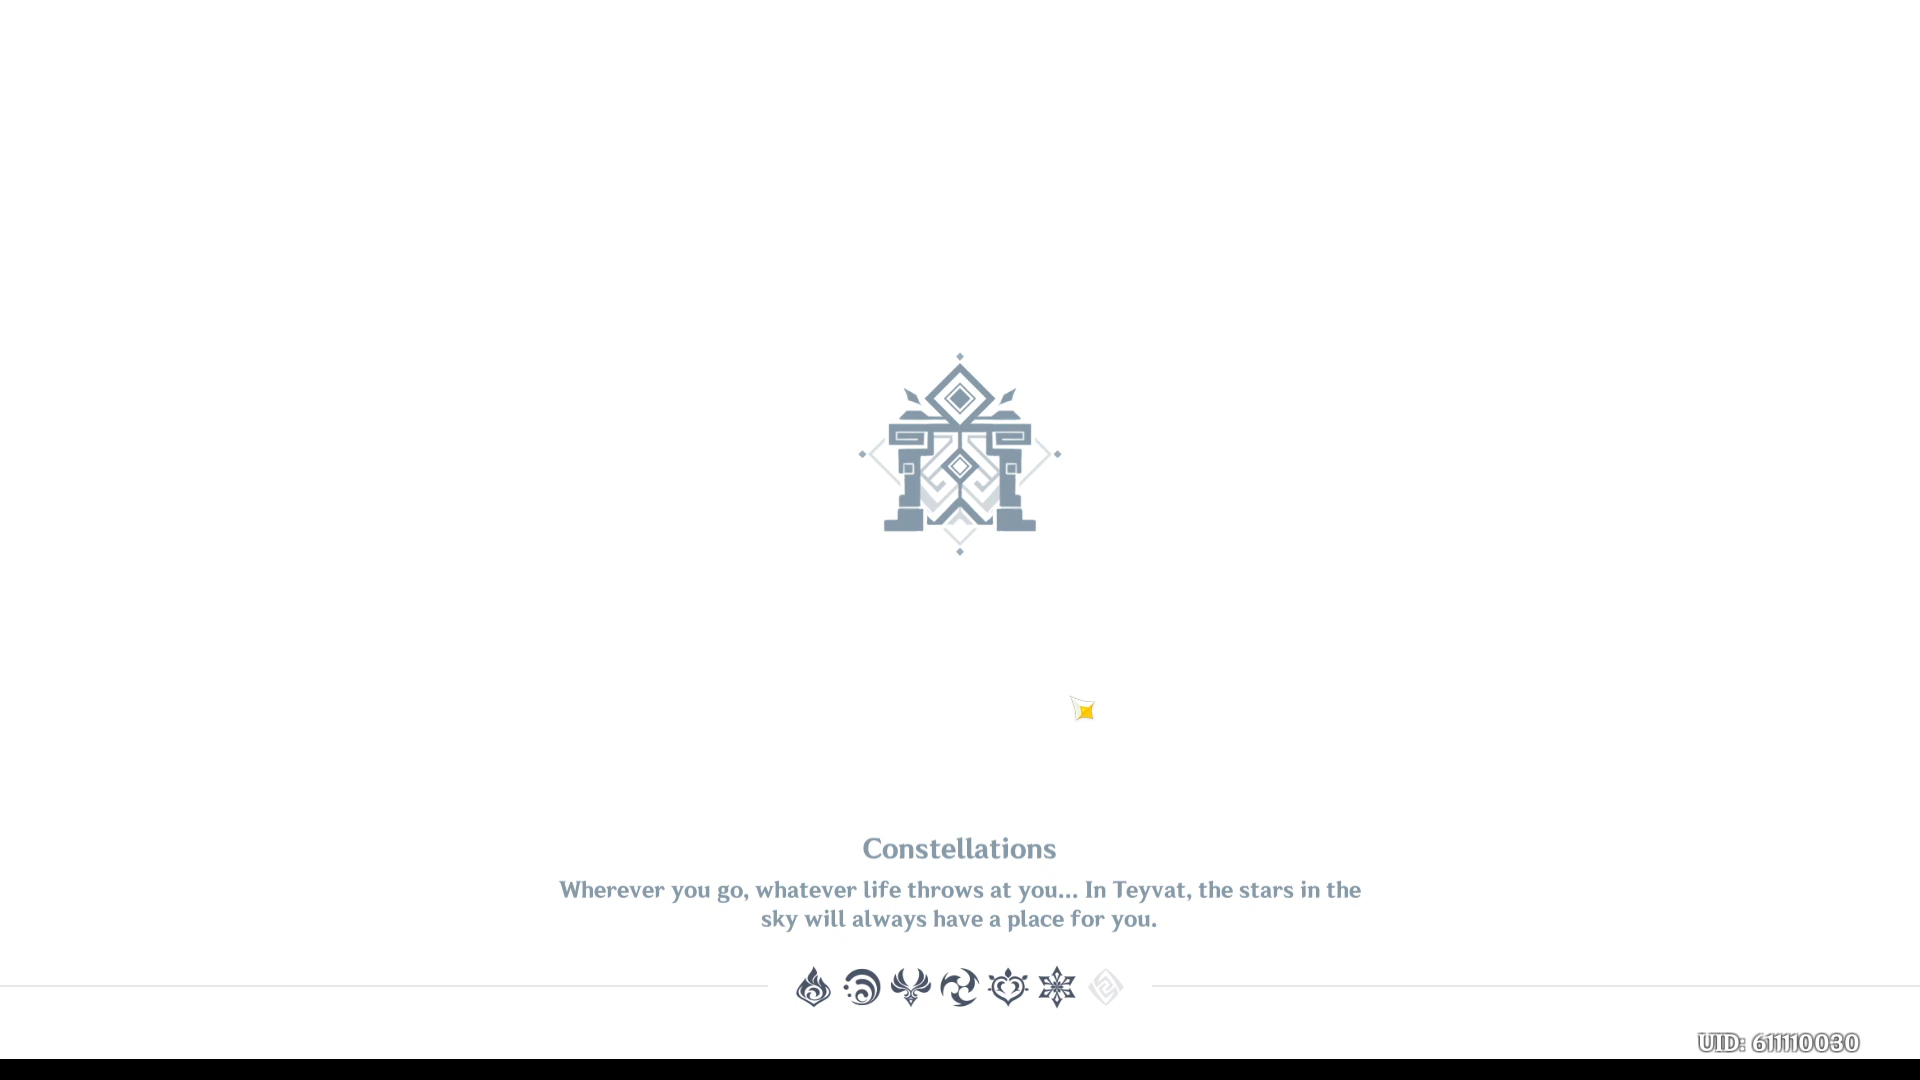 Constellations
Wherever you go, whatever life throws at you... In Teyvat, the stars in the
sky will always have a place for you.
UID: 611110030